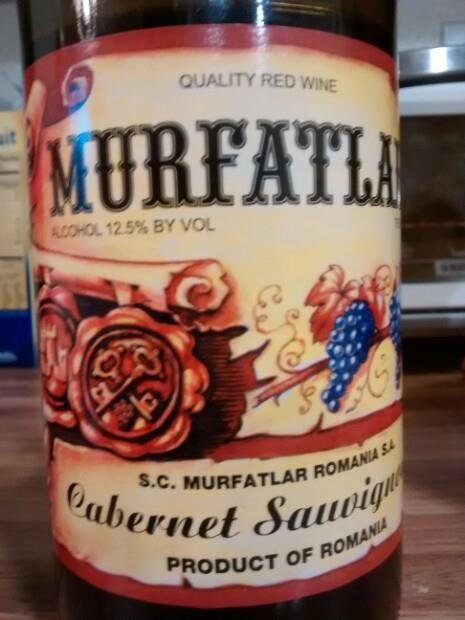 QUALITY RED WINE
MURFATLA
ALCOHOL 12.5% BY VOL
S.C. MURFATLAR ROMANIA S.A.
Cabernet Sauvigno
PRODUCT OF ROMANIA